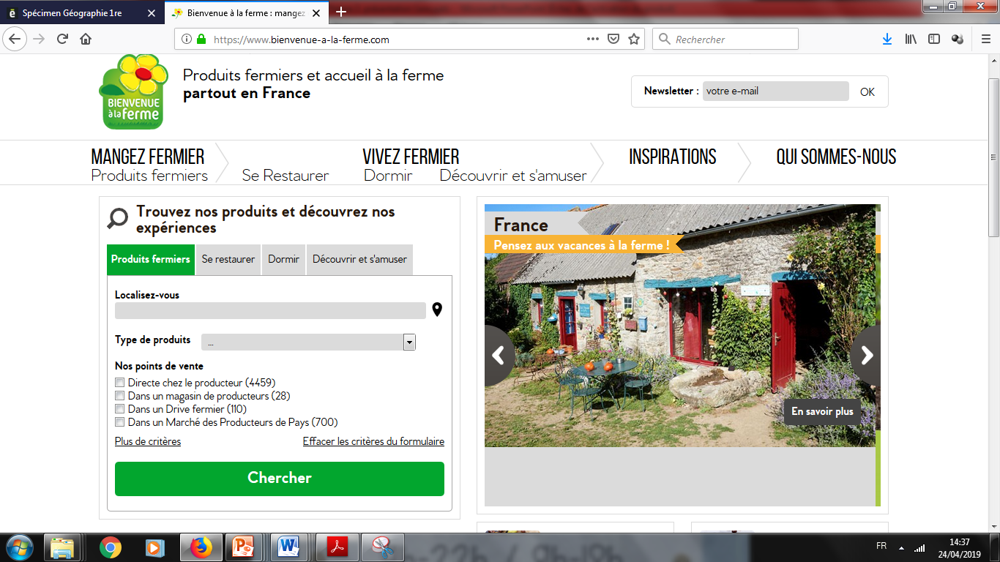 Spécimen Géographie 1re
Bienvenue à la ferme : mangez
https://www.bienvenue-a-la-ferme.com
Rechercher
BIENVENUE
à la ferme
Produits fermiers et accueil à la ferme
partout en France
Newsletter : votre e-mail OK
MANGEZ FERMIER VIVEZ FERMIER INSPIRATIONS QUI SOMMES-NOUS
Produits fermiers Se Restaurer Dormir Découvrir et s'amuser
Trouvez nos produits et découvrez nos
expériences
Produits fermiers Se restaurer Dormir Découvrir et s'amuser
Localisez-vous
Type de produits ...
Nos points de vente
Directe chez le producteur (4459)
Dans un magasin de producteurs (28)
Dans un Drive fermier (110)
Dans un Marché des Producteurs de Pays (700)
Plus de critères Effacer les critères du formulaire
Chercher
France
Pensez aux vacances à la ferme !
En savoir plus
FR 14:37
24/04/2019